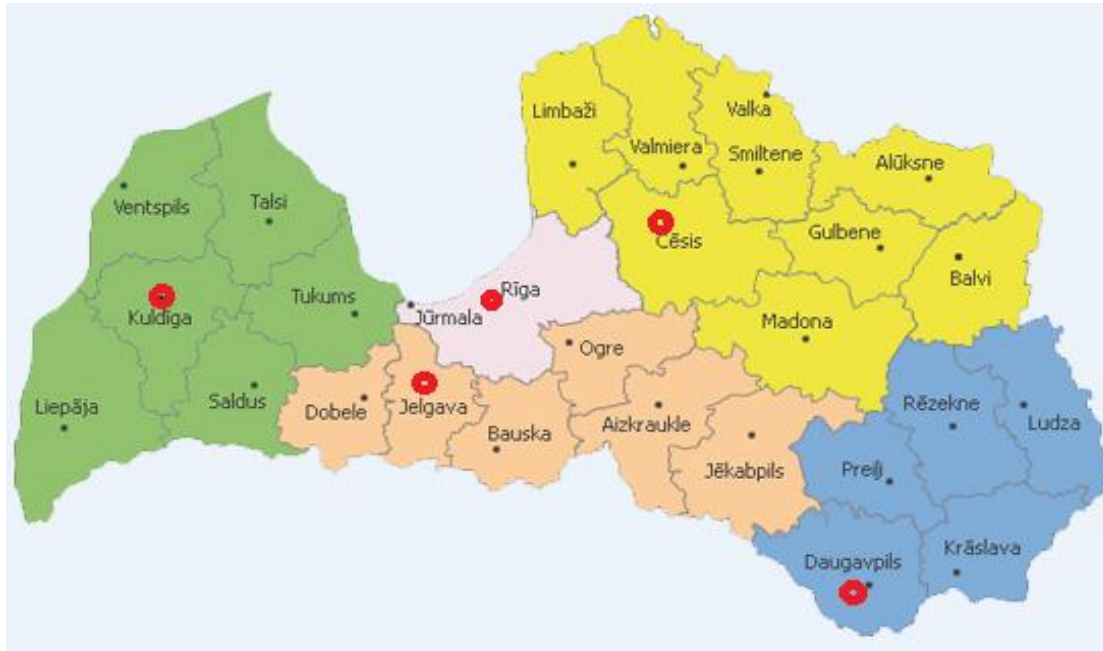 Limbaži
Valka
Valmiera
Smiltene
Alūksne
Ventspils
Talsi
Cēsis
Gulbene
Balvi
Kuldīga
Tukums
Rīga
Jūrmala
Madona
Ogre
Liepāja
Saldus
Dobele
Jelgava
Bauska
Aizkraukle
Rēzekne
Ludza
Jēkabpils
Preiļi
Daugavpils
Krāslava